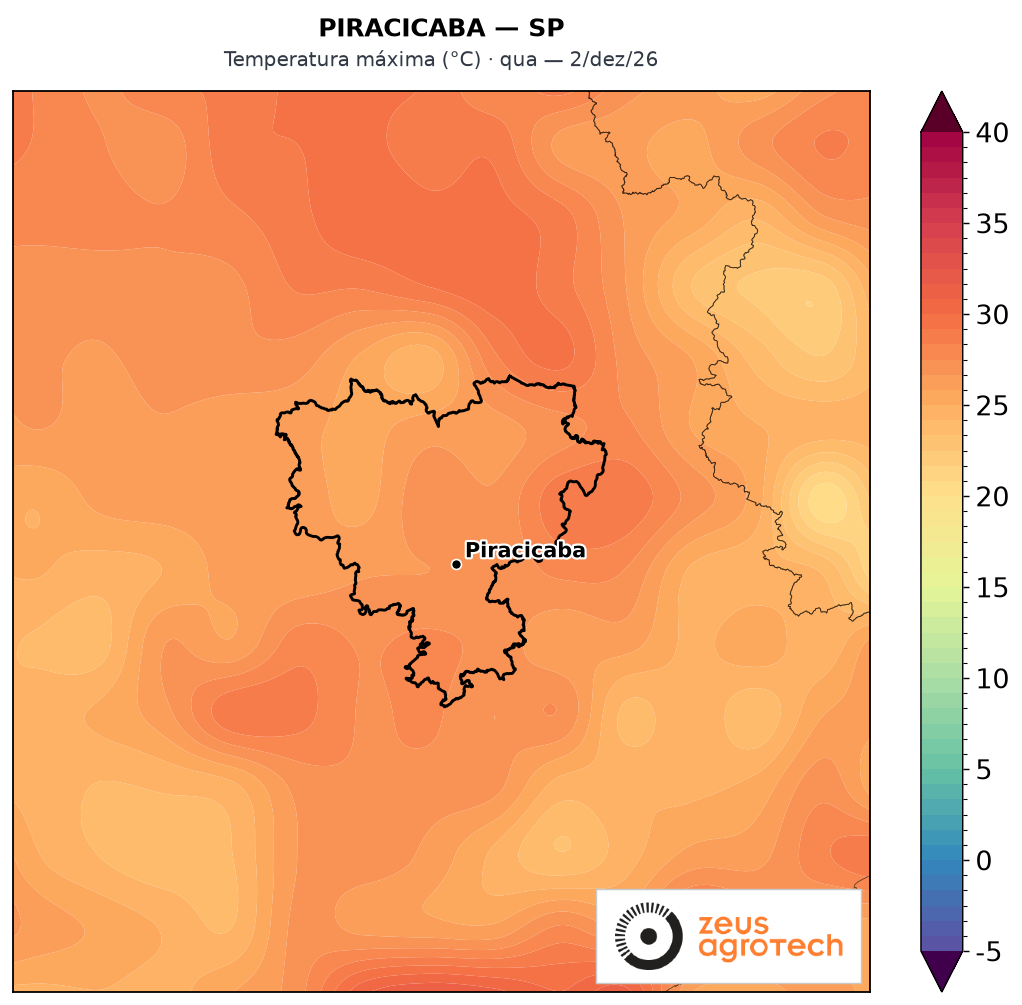 PIRACICABA — SP
Temperatura máxima (°C) · qua — 2/dez/26
40
35
30
25
20
15
10
5
0
-5
Piracicaba
zeus
agrotech